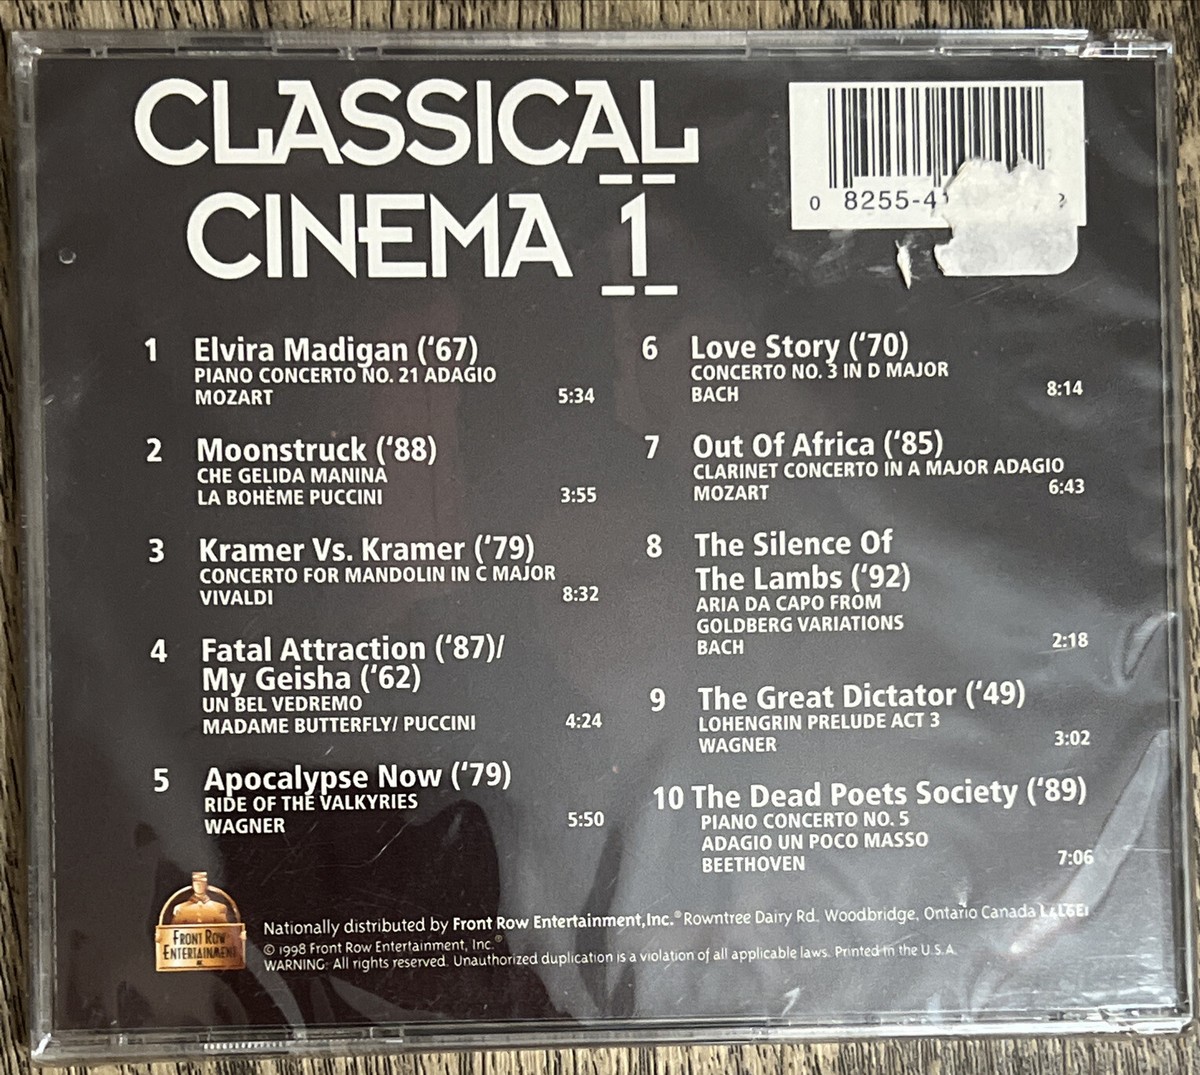 CLASSICAL
CINEMA 1
0 8255-41 2
1 Elvira Madigan (‘67)
PIANO CONCERTO NO. 21 ADAGIO
MOZART 5:34
2 Moonstruck (‘88)
CHE GELIDA MANINA
LA BOHÈME PUCCINI 3:55
3 Kramer Vs. Kramer (‘79)
CONCERTO FOR MANDOLIN IN C MAJOR
VIVALDI 8:32
4 Fatal Attraction (‘87)/
My Geisha (‘62)
UN BEL VEDREMO
MADAME BUTTERFLY/ PUCCINI 4:24
5 Apocalypse Now (‘79)
RIDE OF THE VALKYRIES
WAGNER 5:50
6 Love Story (‘70)
CONCERTO NO. 3 IN D MAJOR
BACH 8:14
7 Out Of Africa (‘85)
CLARINET CONCERTO IN A MAJOR ADAGIO
MOZART 6:43
8 The Silence Of
The Lambs (‘92)
ARIA DA CAPO FROM
GOLDBERG VARIATIONS
BACH 2:18
9 The Great Dictator (‘49)
LOHENGRIN PRELUDE ACT 3
WAGNER 3:02
10 The Dead Poets Society (‘89)
PIANO CONCERTO NO. 5
ADAGIO UN POCO MASSO
BEETHOVEN 7:06
FRONT ROW
ENTERTAINMENT
Nationally distributed by Front Row Entertainment, Inc.® Rowntree Dairy Rd. Woodbridge, Ontario Canada
© 1998 Front Row Entertainment, Inc.®
WARNING: All rights reserved. Unauthorized duplication is a violation of all applicable laws. Printed in the U.S.A.